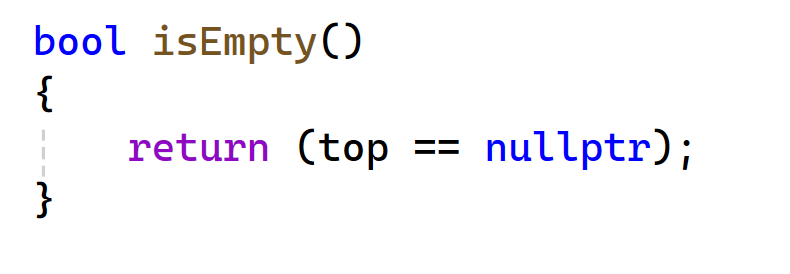 bool isEmpty()
{
    return (top == nullptr);
}